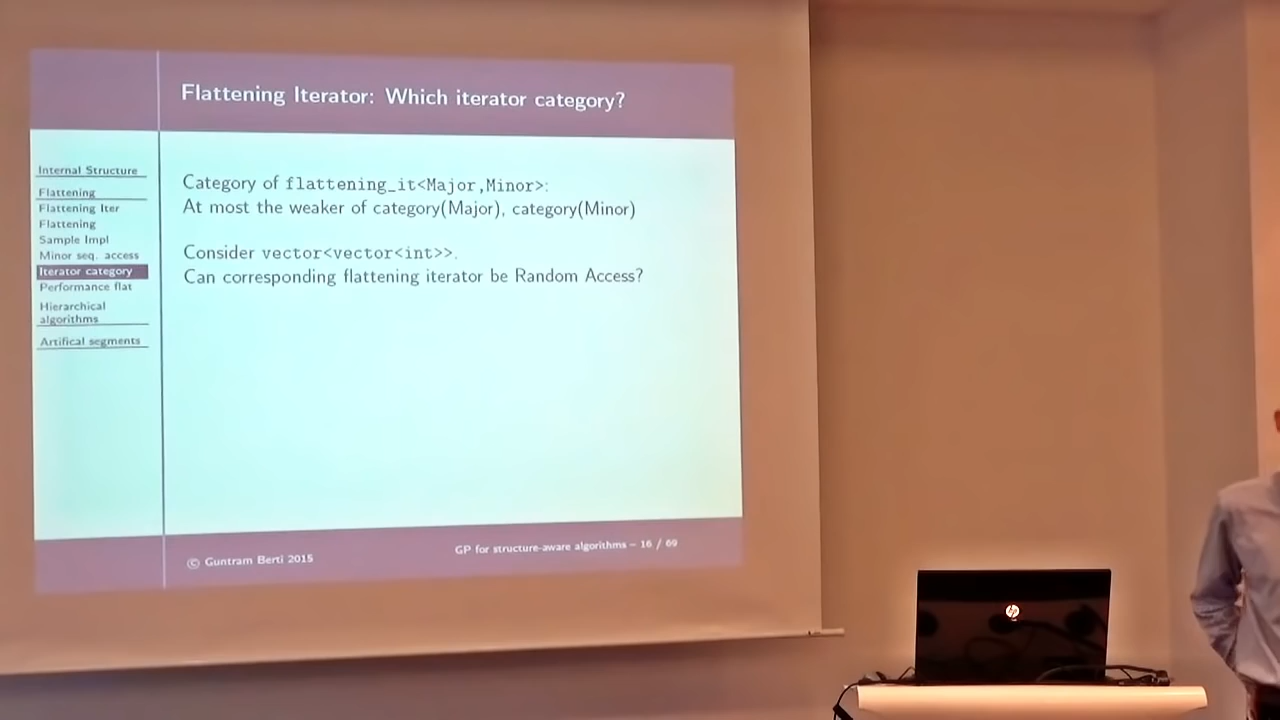 Flattening Iterator: Which iterator category?
Internal Structure
Flattening
Flattening Iter
Flattening
Sample Impl
Minor seq. access
Iterator category
Performance flat
Hierarchical
algorithms
Artifical segments
Category of flattening_it<Major,Minor>:
At most the weaker of category(Major), category(Minor)
Consider vector<vector<int>>.
Can corresponding flattening iterator be Random Access?
© Guntram Berti 2015
GP for structure-aware algorithms – 16 / 69
hp